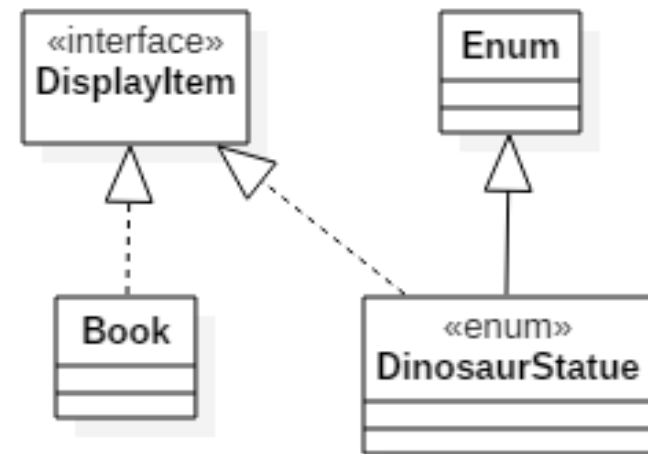 «interface»
DisplayItem
Enum
Book
«enum»
DinosaurStatue